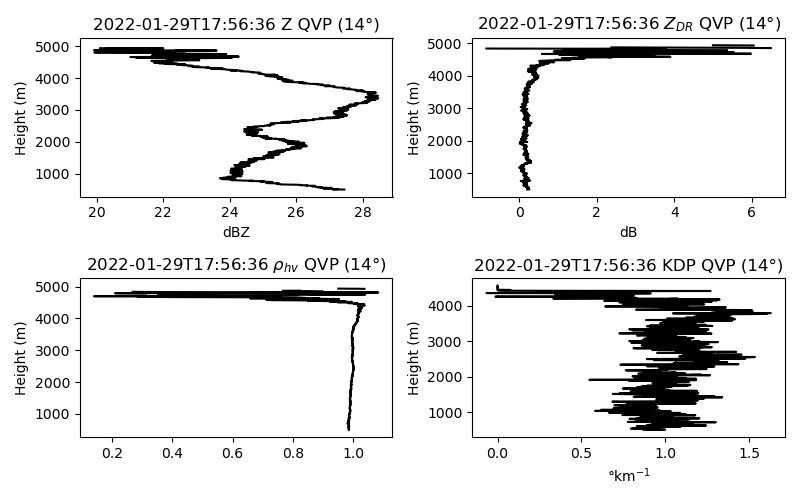 2022-01-29T17:56:36 Z QVP (14°)
5000
4000
3000
2000
1000
Height (m)
20 22 24 26 28
dBZ
2022-01-29T17:56:36 Z_DR QVP (14°)
5000
4000
3000
2000
1000
Height (m)
0 2 4 6
dB
2022-01-29T17:56:36 ρ_hv QVP (14°)
5000
4000
3000
2000
1000
Height (m)
0.2 0.4 0.6 0.8 1.0
2022-01-29T17:56:36 KDP QVP (14°)
4000
3000
2000
1000
Height (m)
0.0 0.5 1.0 1.5
°km⁻¹